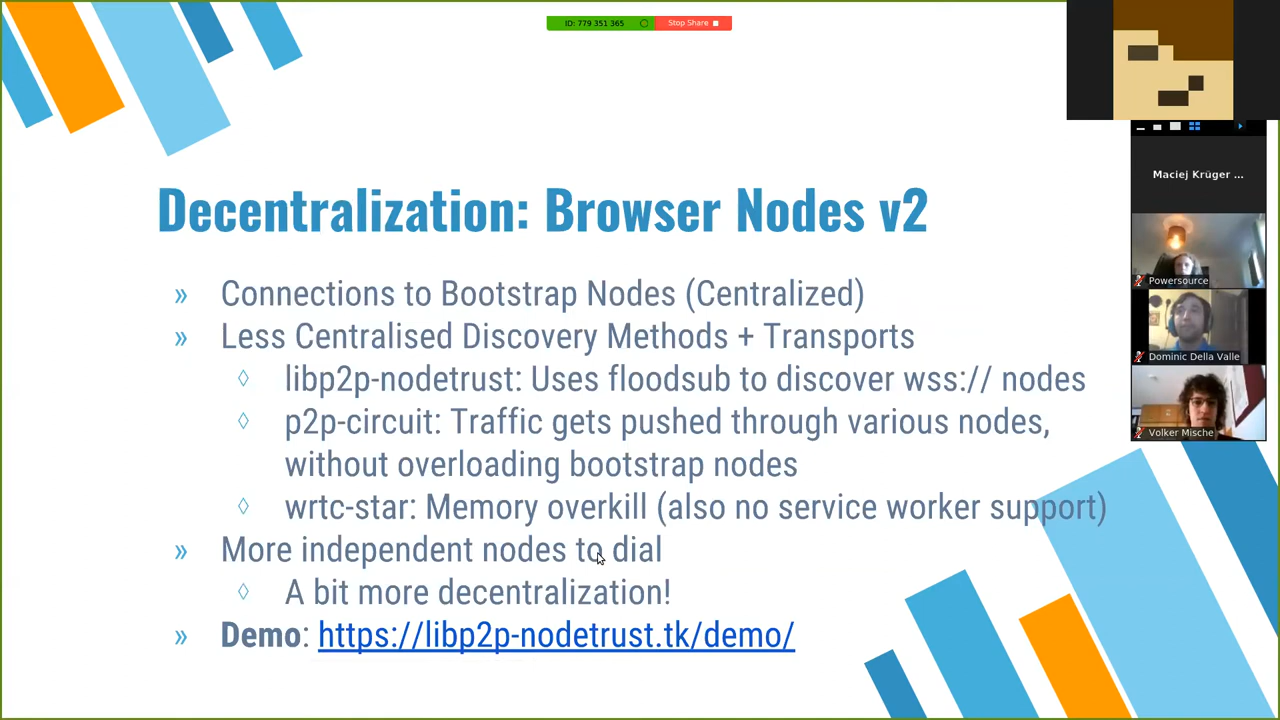 ID: 779 351 365
Stop Share
Maciej Krüger ...
Powersource
Dominic Della Valle
Volker Mische
Decentralization: Browser Nodes v2
» Connections to Bootstrap Nodes (Centralized)
» Less Centralised Discovery Methods + Transports
◊ libp2p-nodetrust: Uses floodsub to discover wss:// nodes
◊ p2p-circuit: Traffic gets pushed through various nodes,
without overloading bootstrap nodes
◊ wrtc-star: Memory overkill (also no service worker support)
» More independent nodes to dial
◊ A bit more decentralization!
» Demo: https://libp2p-nodetrust.tk/demo/